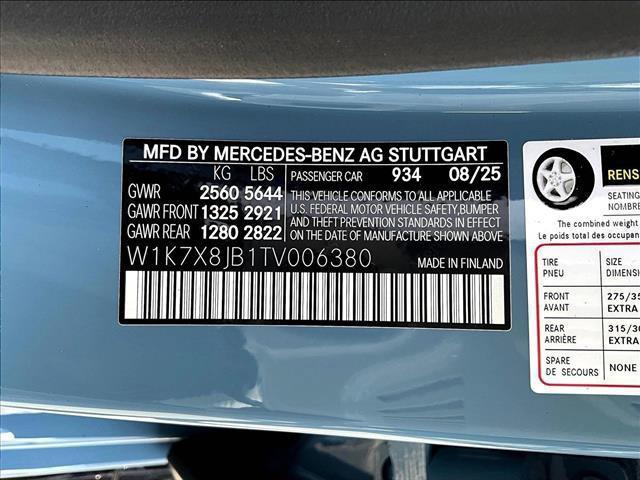 MFD BY MERCEDES-BENZ AG STUTTGART
KG LBS PASSENGER CAR 934 08/25
GVWR 2560 5644
GAWR FRONT 1325 2921
GAWR REAR 1280 2822
THIS VEHICLE CONFORMS TO ALL APPLICABLE
U.S. FEDERAL MOTOR VEHICLE SAFETY,BUMPER
AND THEFT PREVENTION STANDARDS IN EFFECT
ON THE DATE OF MANUFACTURE SHOWN ABOVE
W1K7X8JB1TV006380 MADE IN FINLAND
SEATING
NOMBRE
The combined weight
Le poids total des occupan
TIRE SIZE
PNEU DIMENS
FRONT 275/35
AVANT EXTRA
REAR 315/30
ARRIÈRE EXTRA
SPARE NONE
DE SECOURS